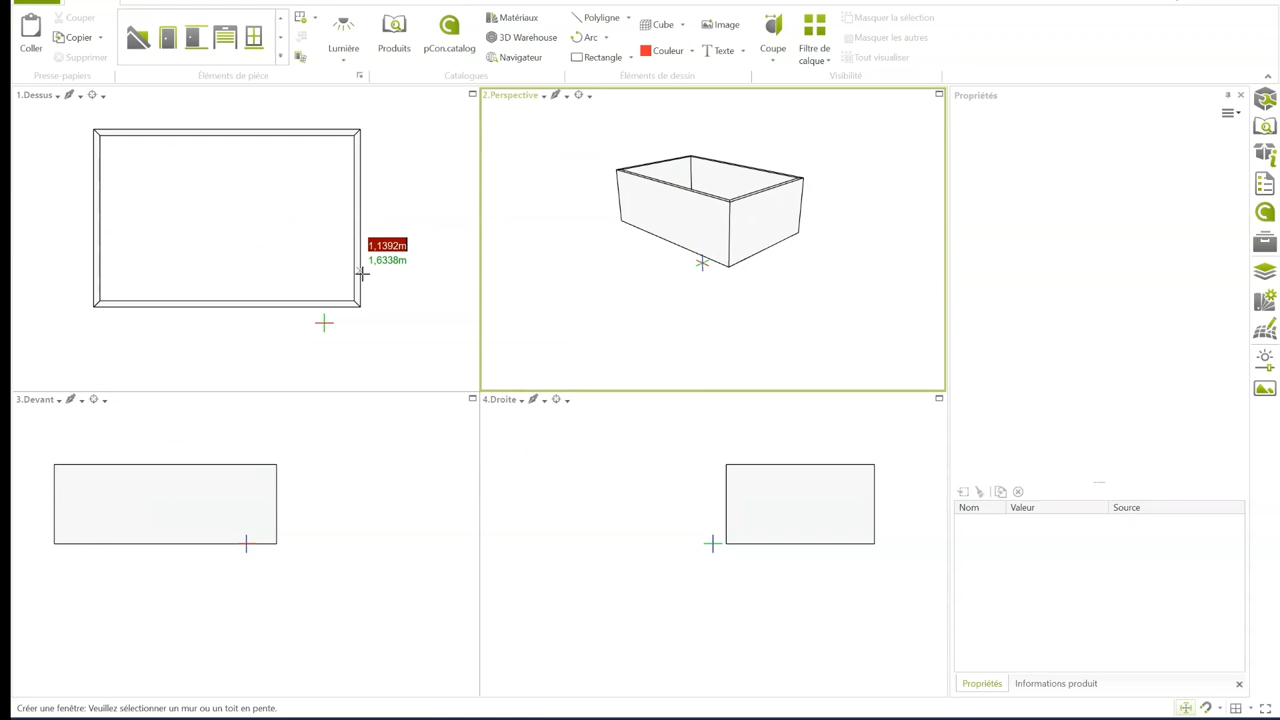 Couper
Coller
Copier
Supprimer
Presse-papiers
Éléments de pièce
Lumière
Produits
pCon.catalog
Matériaux
3D Warehouse
Navigateur
Catalogues
Polyligne
Arc
Rectangle
Cube
Couleur
Image
Texte
Éléments de dessin
Coupe
Filtre de
calque
Masquer la sélection
Masquer les autres
Tout visualiser
Visibilité
1.Dessus
2.Perspective
Propriétés
1,1392m
1,6338m
3.Devant
4.Droite
Nom Valeur Source
Propriétés Informations produit
Créer une fenêtre: Veuillez sélectionner un mur ou un toit en pente.